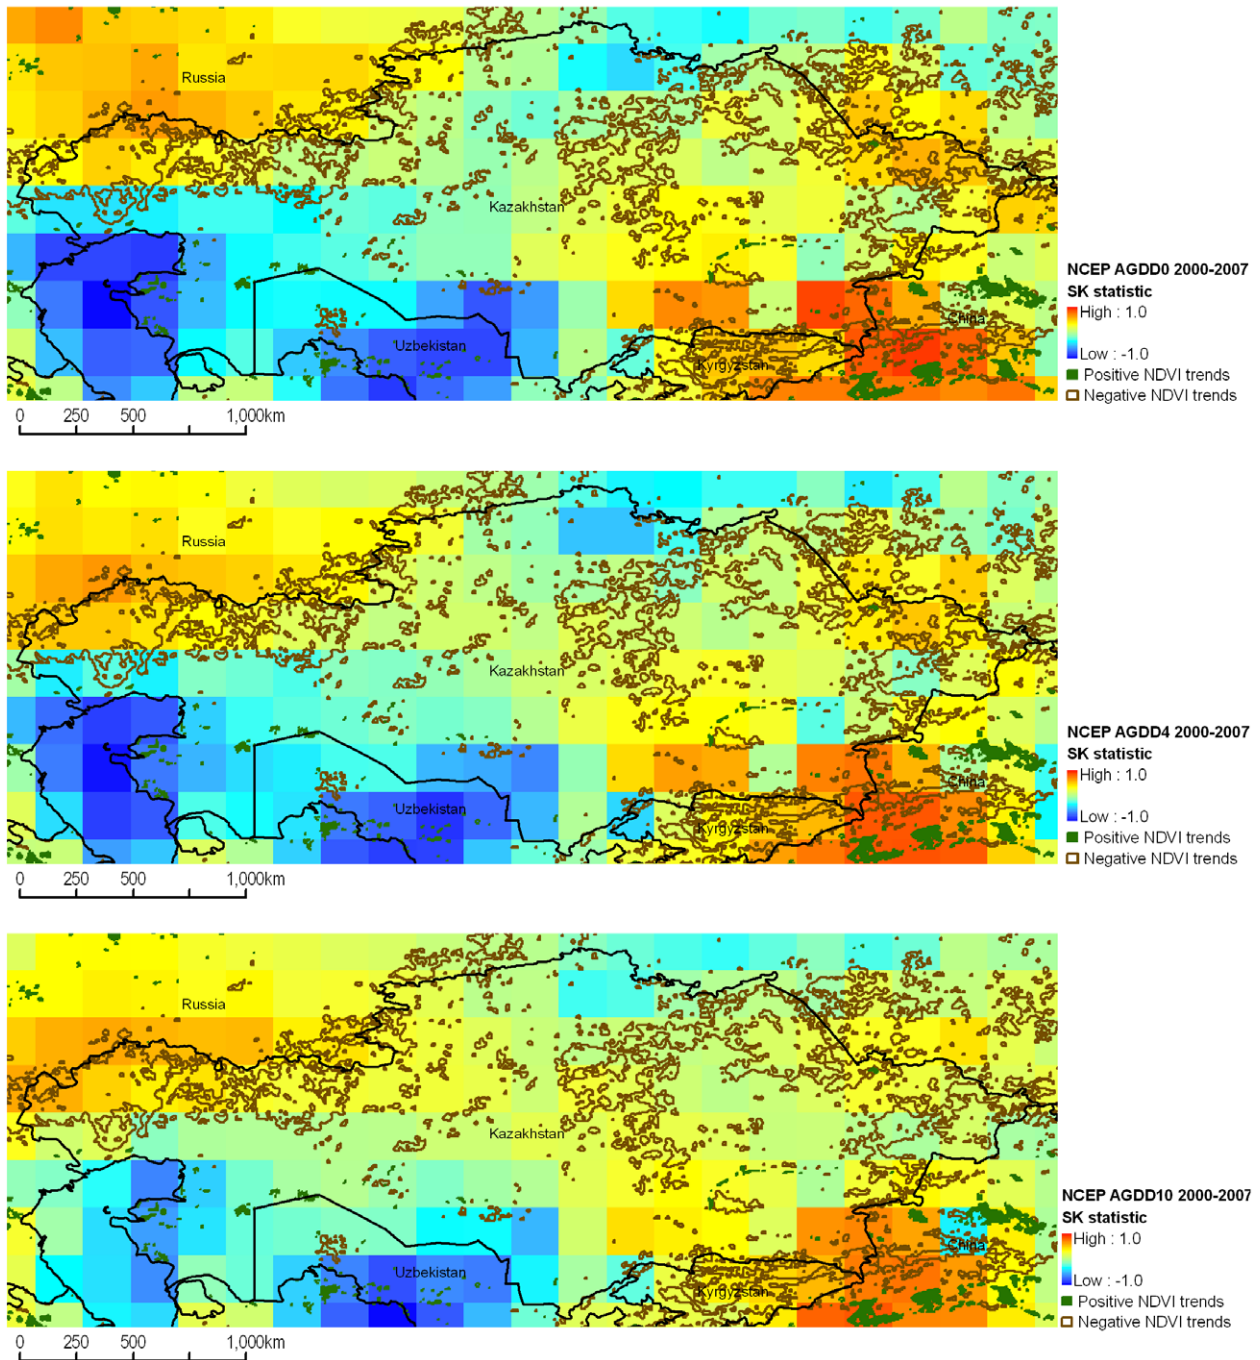 Russia
Kazakhstan
Uzbekistan
Kyrgyzstan
China
NCEP AGDD0 2000-2007
SK statistic
High : 1.0
Low : -1.0
Positive NDVI trends
Negative NDVI trends
0 250 500 1,000km
Russia
Kazakhstan
Uzbekistan
Kyrgyzstan
China
NCEP AGDD4 2000-2007
SK statistic
High : 1.0
Low : -1.0
Positive NDVI trends
Negative NDVI trends
0 250 500 1,000km
Russia
Kazakhstan
Uzbekistan
Kyrgyzstan
China
NCEP AGDD10 2000-2007
SK statistic
High : 1.0
Low : -1.0
Positive NDVI trends
Negative NDVI trends
0 250 500 1,000km